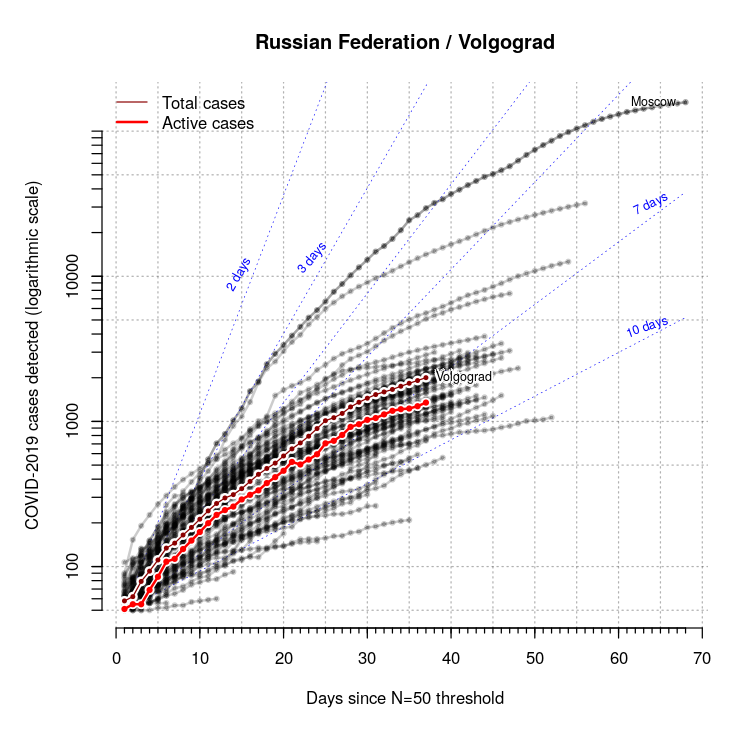 Russian Federation / Volgograd
Total cases
Active cases
Moscow
7 days
3 days
2 days
10 days
Volgograd
COVID-2019 cases detected (logarithmic scale)
10000
1000
100
0 10 20 30 40 50 60 70
Days since N=50 threshold